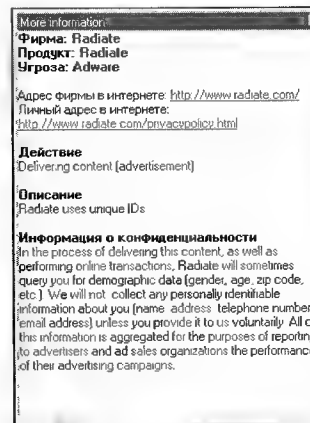 More information
Фирма: Radiate
Продукт: Radiate
Угроза: Adware
Адрес фирмы в интернете: http://www.radiate.com/
Личный адрес в интернете:
http://www.radiate.com/privacypolicy.html
Действие
Delivering content (advertisement)
Описание
Radiate uses unique IDs
Информация о конфиденциальности
In the process of delivering this content, as well as
performing online transactions, Radiate will sometimes
query you for demographic data (gender, age, zip code,
etc.) We will not collect any personally identifiable
information about you (name address telephone number
email address) unless you provide it to us voluntarily All o
this information is aggregated for the purposes of reportin
to advertisers and ad sales organizations the performance
of their advertising campaigns.